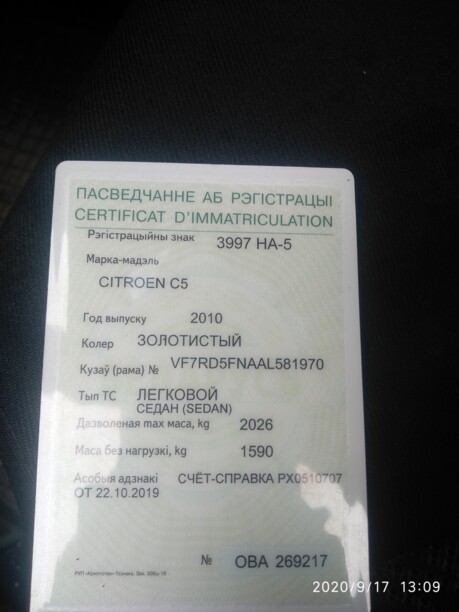 ПАСВЕДЧАННЕ АБ РЭГІСТРАЦЫІ
CERTIFICAT D'IMMATRICULATION
Рэгістрацыйны знак 3997 HA-5
Марка-мадэль
CITROEN C5
Год выпуску 2010
Колер ЗОЛОТИСТЫЙ
Кузаў (рама) № VF7RD5FNAAL581970
Тып ТС ЛЕГКОВОЙ
СЕДАН (SEDAN)
Дазволеная max маса, kg 2026
Маса без нагрузкі, kg 1590
Асобыя адзнакі СЧЁТ-СПРАВКА РХ0510707
ОТ 22.10.2019
№ OBA 269217
2020/9/17 13:09